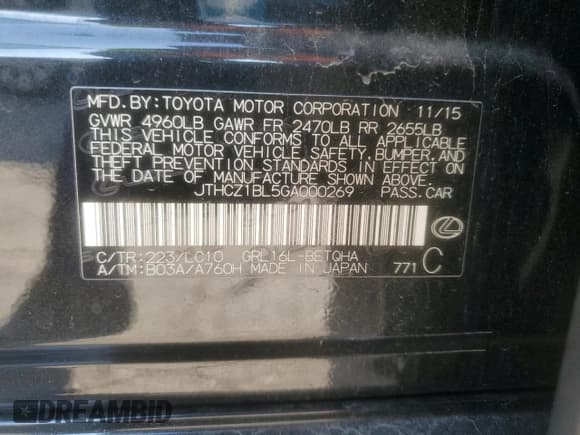 MFD.BY:TOYOTA MOTOR CORPORATION 11/15
GVWR 4960LB GAWR FR 2470LB RR 2655LB
THIS VEHICLE CONFORMS TO ALL APPLICABLE
FEDERAL MOTOR VEHICLE SAFETY,BUMPER,AND
THEFT PREVENTION STANDARDS IN EFFECT ON
THE DATE OF MANUFACTURE SHOWN ABOVE.
JTHCZ1BL5GA000269 PASS.CAR
C/TR:223/LC10 GRL16L-BETQHA
A/TM:B03A/A760H MADE IN JAPAN 771 C
DREAMBID